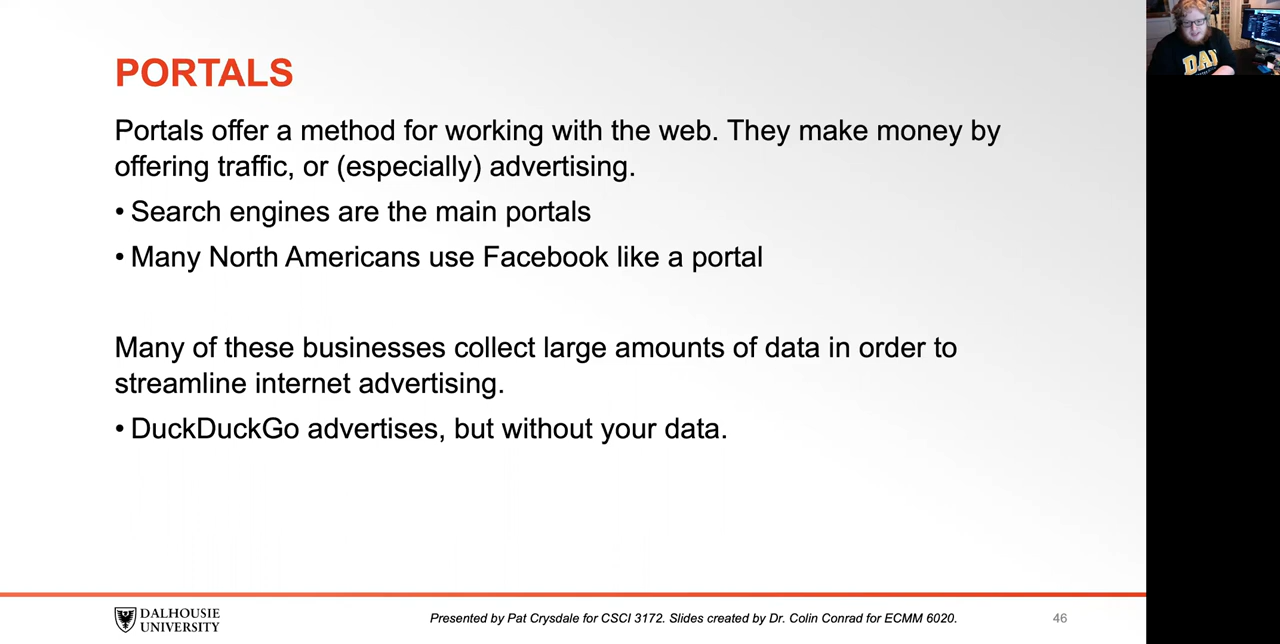 PORTALS
Portals offer a method for working with the web. They make money by
offering traffic, or (especially) advertising.
• Search engines are the main portals
• Many North Americans use Facebook like a portal
Many of these businesses collect large amounts of data in order to
streamline internet advertising.
• DuckDuckGo advertises, but without your data.
DALHOUSIE
UNIVERSITY
Presented by Pat Crysdale for CSCI 3172. Slides created by Dr. Colin Conrad for ECMM 6020.
46